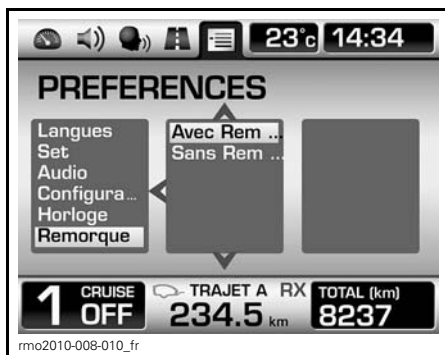 23°c 14:34
PREFERENCES
Langues
Set
Audio
Configura...
Horloge
Remorque
Avec Rem ...
Sans Rem ...
1 CRUISE OFF
TRAJET A RX
234.5 km
TOTAL (km)
8237
rmo2010-008-010_fr